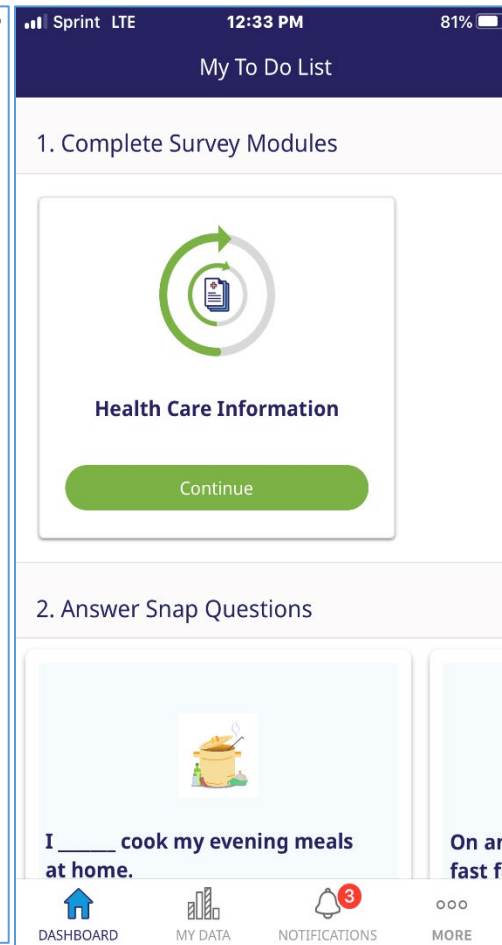 Sprint LTE 12:33 PM 81%
My To Do List
1. Complete Survey Modules
Health Care Information
Continue
2. Answer Snap Questions
I ______ cook my evening meals
at home.
On
fast
3
DASHBOARD MY DATA NOTIFICATIONS MORE